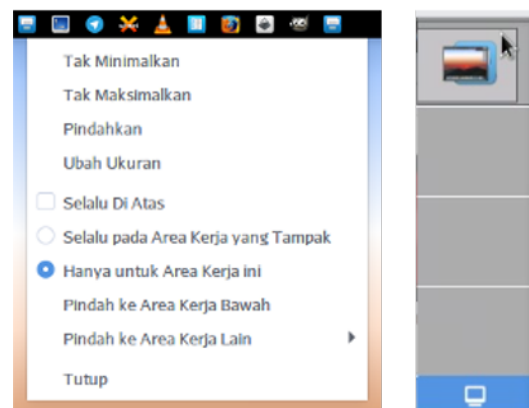 Tak Minimalkan
Tak Maksimalkan
Pindahkan
Ubah Ukuran
Selalu Di Atas
Selalu pada Area Kerja yang Tampak
Hanya untuk Area Kerja ini
Pindah ke Area Kerja Bawah
Pindah ke Area Kerja Lain
Tutup